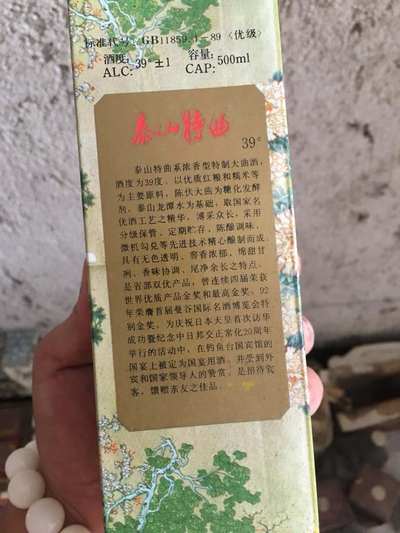 标准代号:GB11859.1-89〈优级〉
酒度: 39°±1 容量: 500ml
ALC: CAP:
泰山特曲
39°
泰山特曲系浓香型特制大曲酒,
酒度为39度。以优质红粮和糯米等
为主要原料,陈伏大曲为糖化发酵
剂,泰山龙潭水为基础,取国家名
优酒工艺之精华,博采众长,采用
分级保管、定期贮存、陈酿调味、
微机勾兑等先进技术精心酿制而成。
具有无色透明、窖香浓郁、绵甜甘
冽、香味协调、尾净余长之特点。
是省部双优产品,曾连续四届荣获
世界优质产品金奖和最高金奖,92
年荣膺首届曼谷国际名酒博览会特
别金奖,为庆祝日本天皇首次访华
成功暨纪念中日邦交正常化20周年
举行的活动中,在钓鱼台国宾馆的
国宴上被定为国宴用酒。并受到外
宾和国家领导人的赞赏。是招待宾
客,馈赠亲友之佳品。